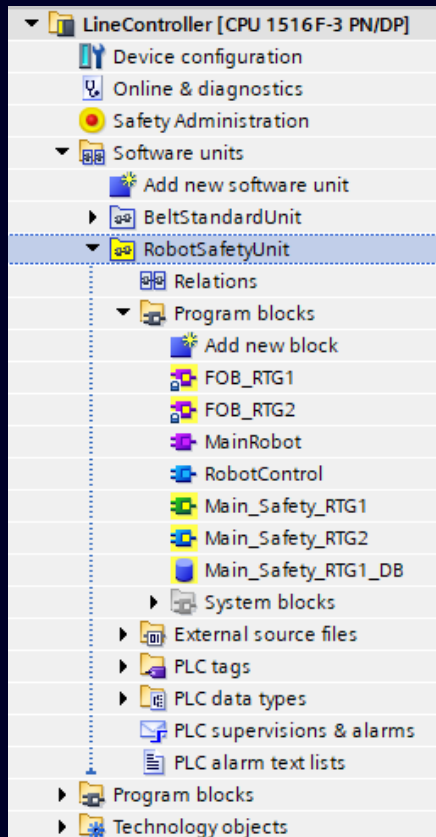 LineController [CPU 1516F-3 PN/DP]
Device configuration
Online & diagnostics
Safety Administration
Software units
Add new software unit
BeltStandardUnit
RobotSafetyUnit
Relations
Program blocks
Add new block
FOB_RTG1
FOB_RTG2
MainRobot
RobotControl
Main_Safety_RTG1
Main_Safety_RTG2
Main_Safety_RTG1_DB
System blocks
External source files
PLC tags
PLC data types
PLC supervisions & alarms
PLC alarm text lists
Program blocks
Technology objects